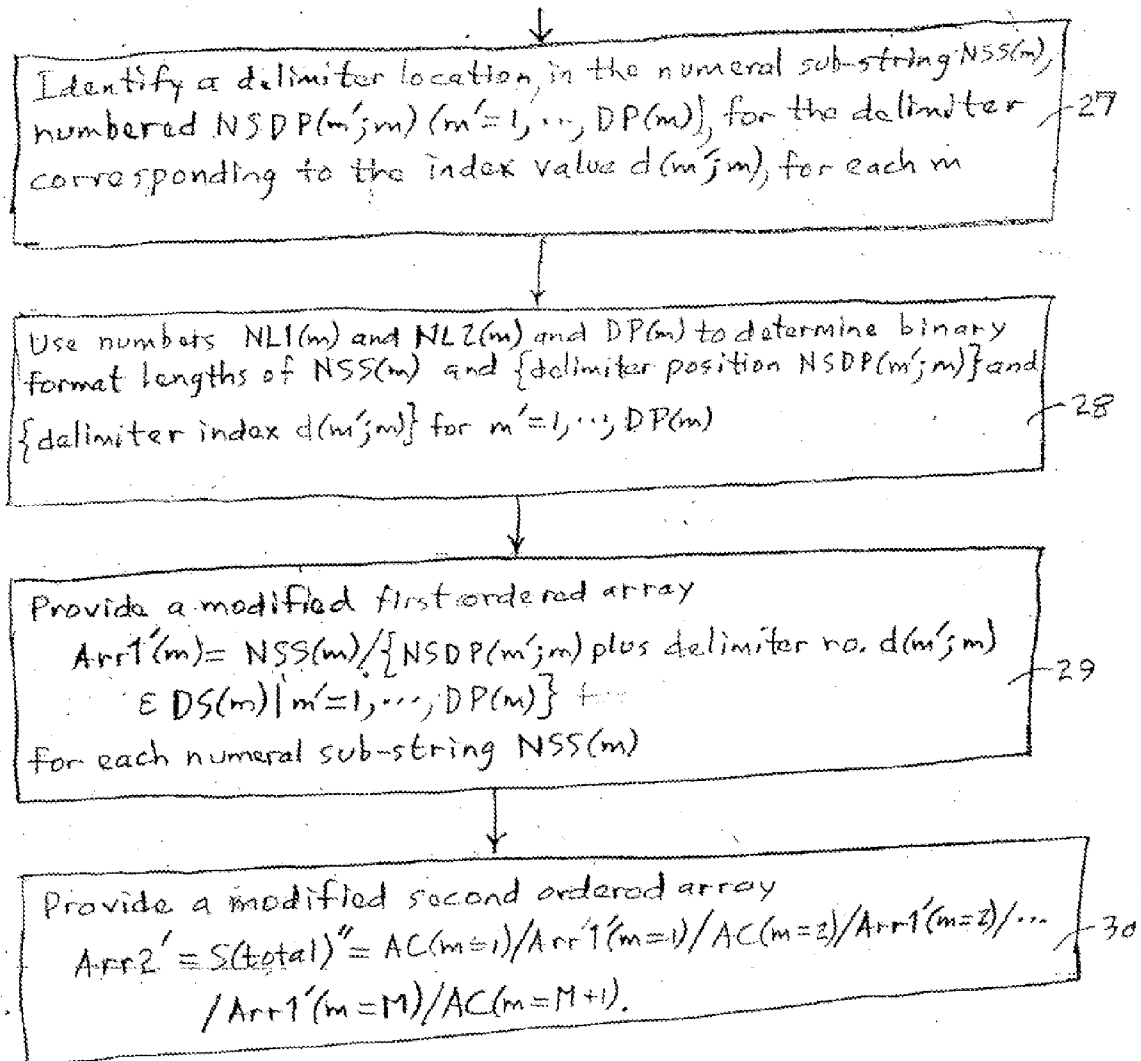 Identify a delimiter location, in the numeral sub-string NSS(m),
numbered NSDP(m′;m) (m′=1, ..., DP(m)), for the delimiter
corresponding to the index value d(m′;m), for each m
27
Use numbers NL1(m) and NL2(m) and DP(m) to determine binary
format lengths of NSS(m) and {delimiter position NSDP(m′;m)} and
{delimiter index d(m′;m)} for m′=1, ..., DP(m)
28
Provide a modified first ordered array
Arr1′(m)= NSS(m)/{NSDP(m′;m) plus delimiter no. d(m′;m)
ε DS(m)|m′=1, ..., DP(m)}
for each numeral sub-string NSS(m)
29
Provide a modified second ordered array
Arr2′ = S(total)″ = AC(m=1)/Arr1′(m=1)/AC(m=2)/Arr1′(m=2)/...
/Arr1′(m=M)/AC(m=M+1).
30